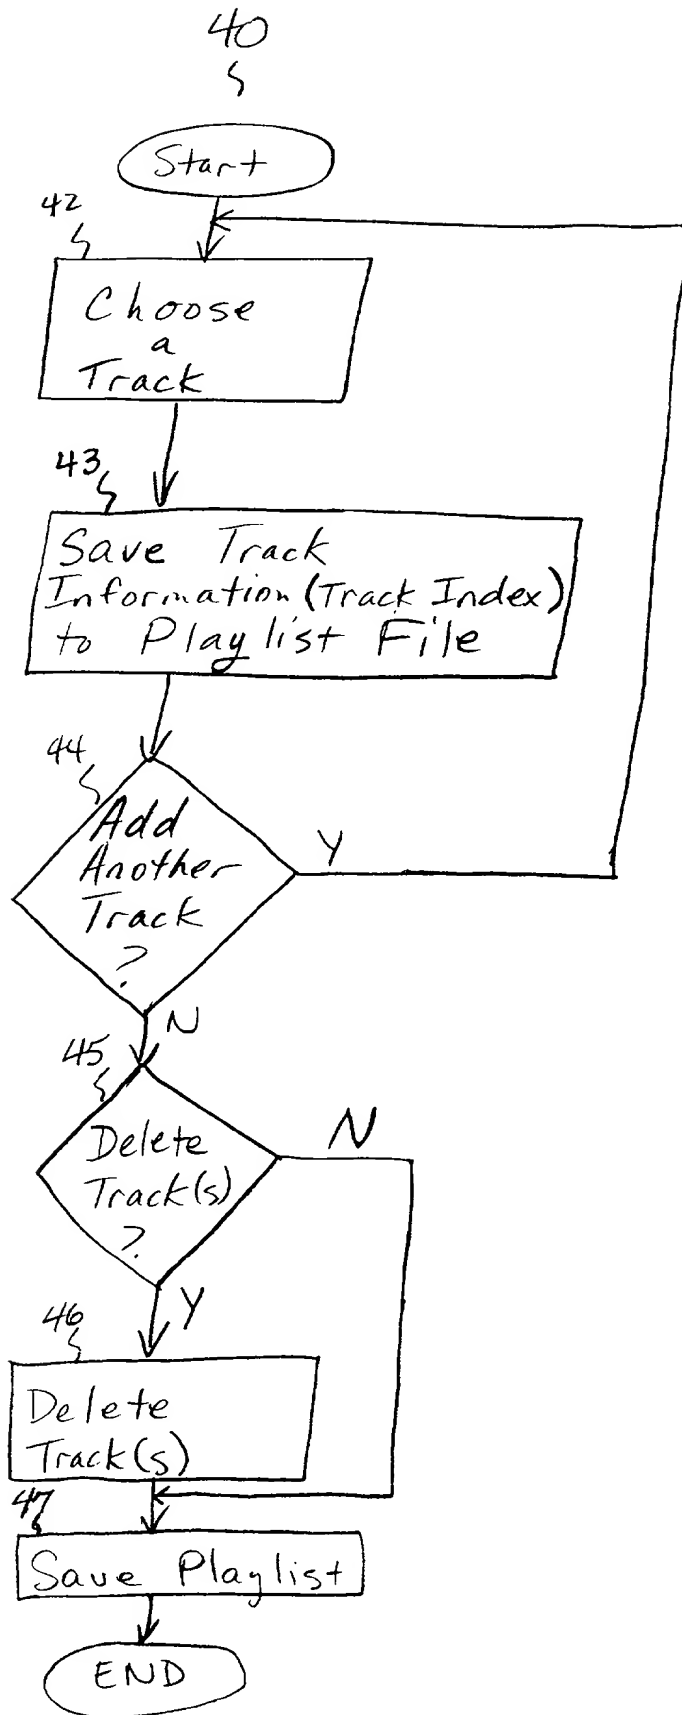 40
Start
42
Choose
a
Track
43
Save Track
Information (Track Index)
to Playlist File
44
Add
Another
Track
?
Y
N
45
Delete
Track(s)
?
N
Y
46
Delete
Track(s)
47
Save Playlist
END